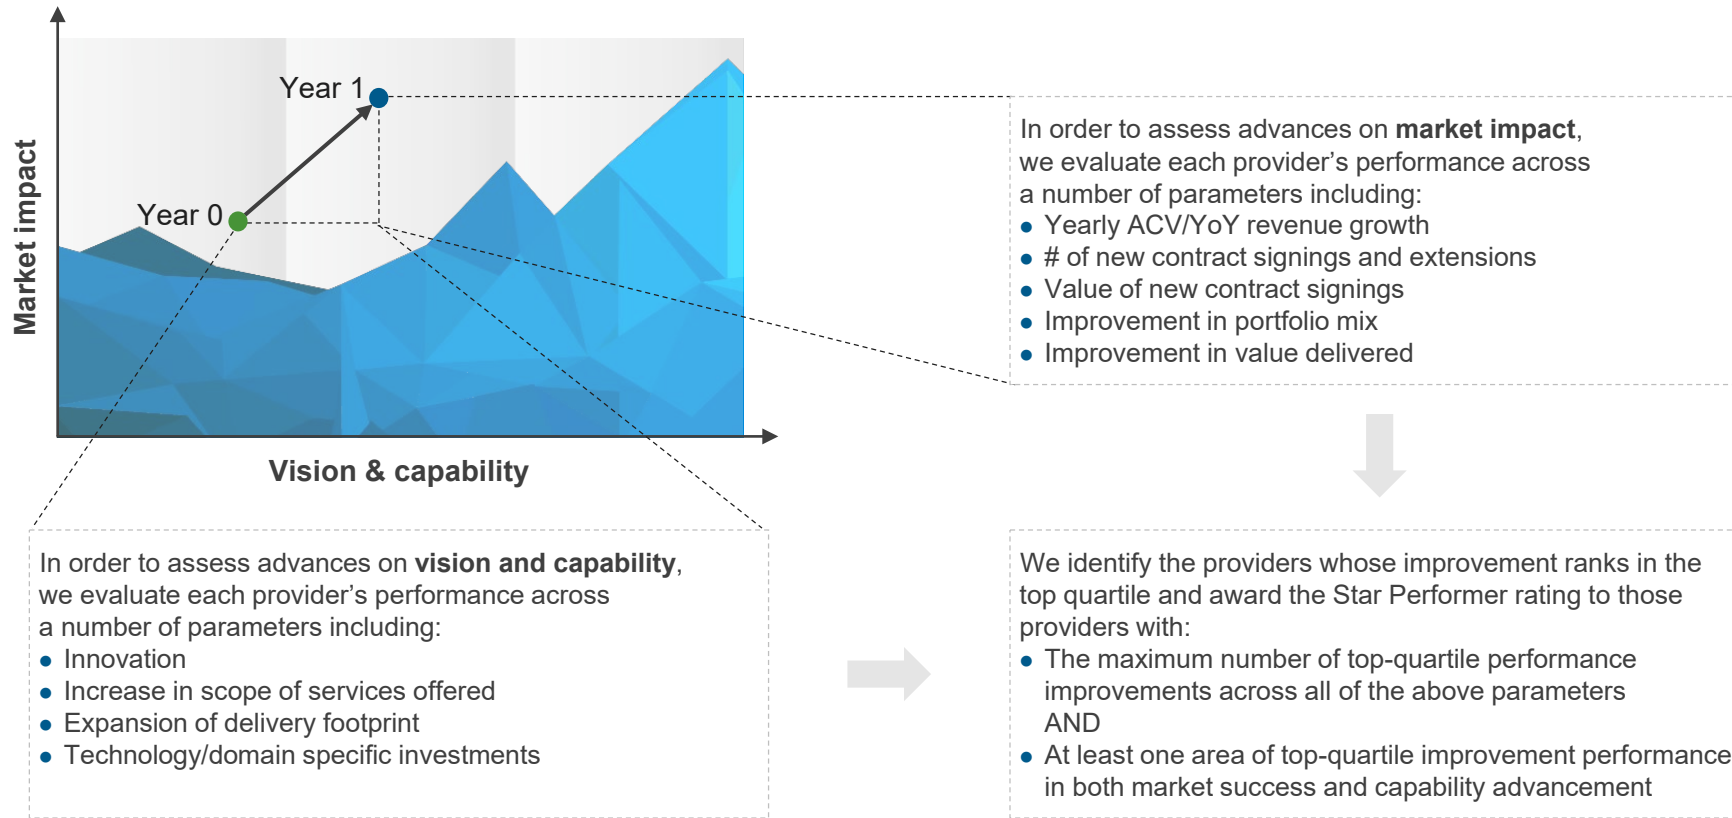 Year 1
Year 0
Market impact
Vision & capability
In order to assess advances on market impact,
we evaluate each provider’s performance across
a number of parameters including:
● Yearly ACV/YoY revenue growth
● # of new contract signings and extensions
● Value of new contract signings
● Improvement in portfolio mix
● Improvement in value delivered
In order to assess advances on vision and capability,
we evaluate each provider’s performance across
a number of parameters including:
● Innovation
● Increase in scope of services offered
● Expansion of delivery footprint
● Technology/domain specific investments
We identify the providers whose improvement ranks in the
top quartile and award the Star Performer rating to those
providers with:
● The maximum number of top-quartile performance
improvements across all of the above parameters
AND
● At least one area of top-quartile improvement performance
in both market success and capability advancement